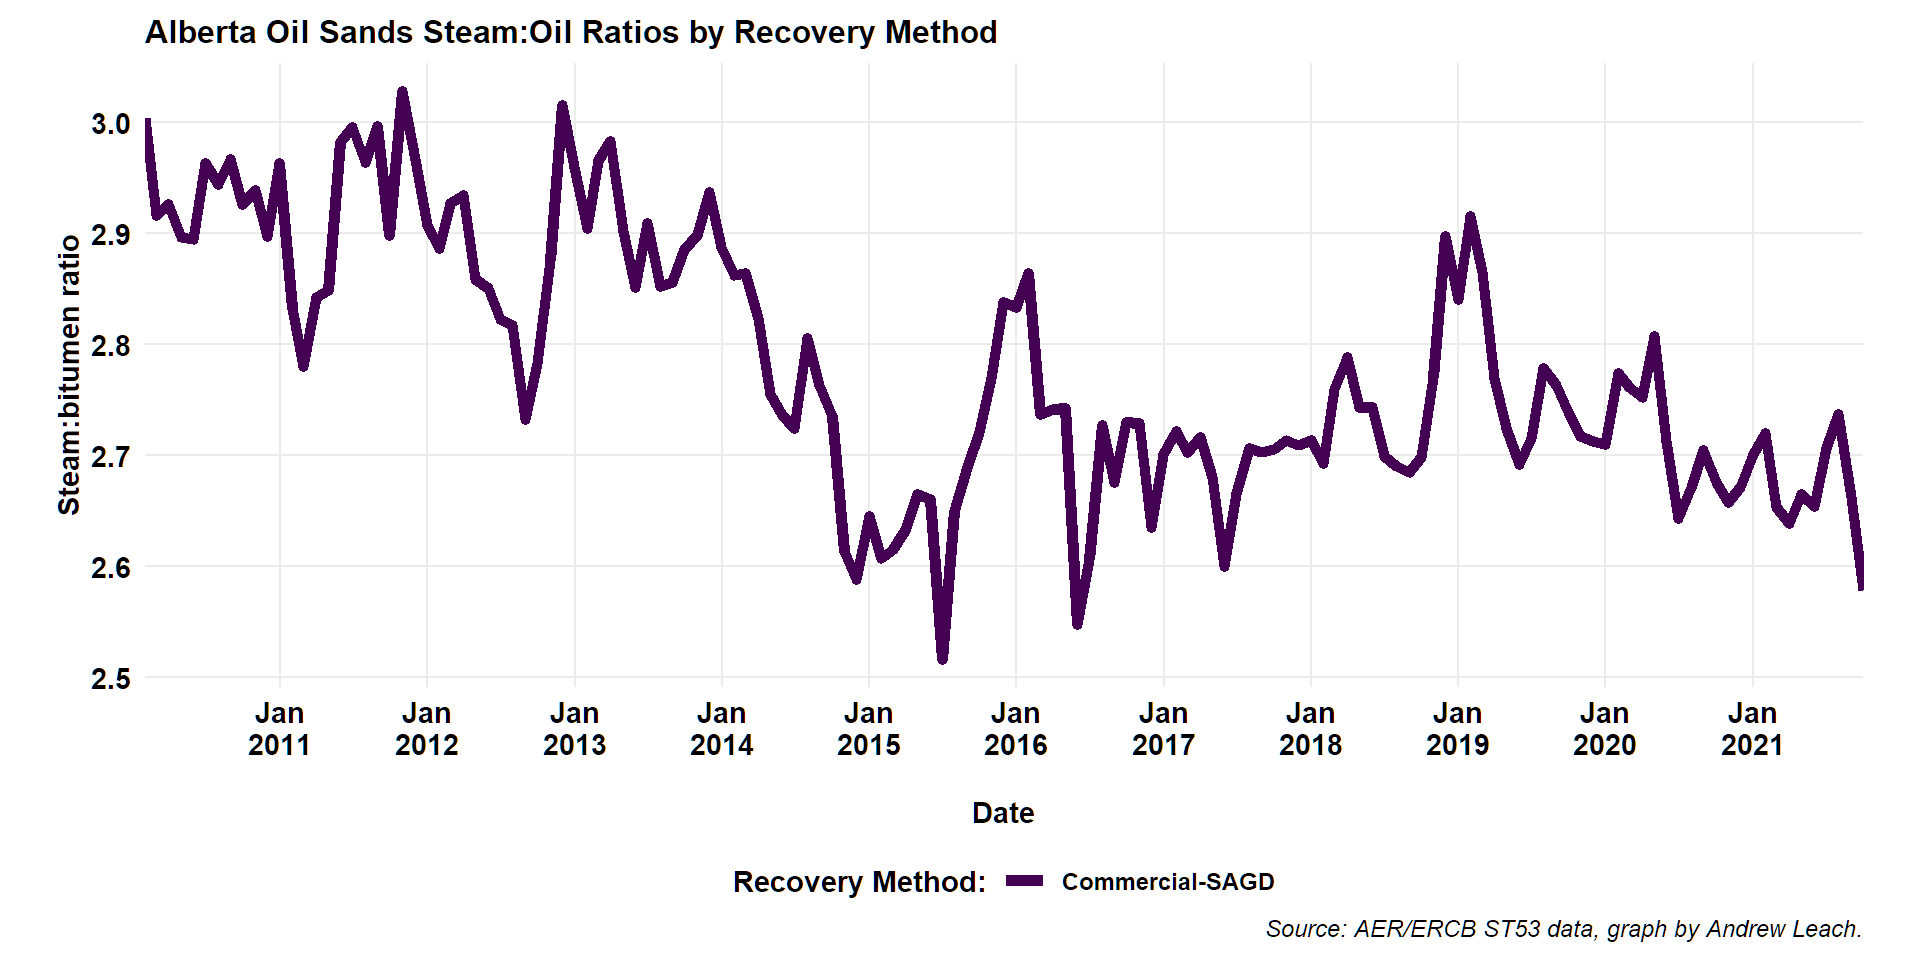 Alberta Oil Sands Steam:Oil Ratios by Recovery Method
Steam:bitumen ratio
3.0
2.9
2.8
2.7
2.6
2.5
Jan Jan Jan Jan Jan Jan Jan Jan Jan Jan Jan
2011 2012 2013 2014 2015 2016 2017 2018 2019 2020 2021
Date
Recovery Method: Commercial-SAGD
Source: AER/ERCB ST53 data, graph by Andrew Leach.